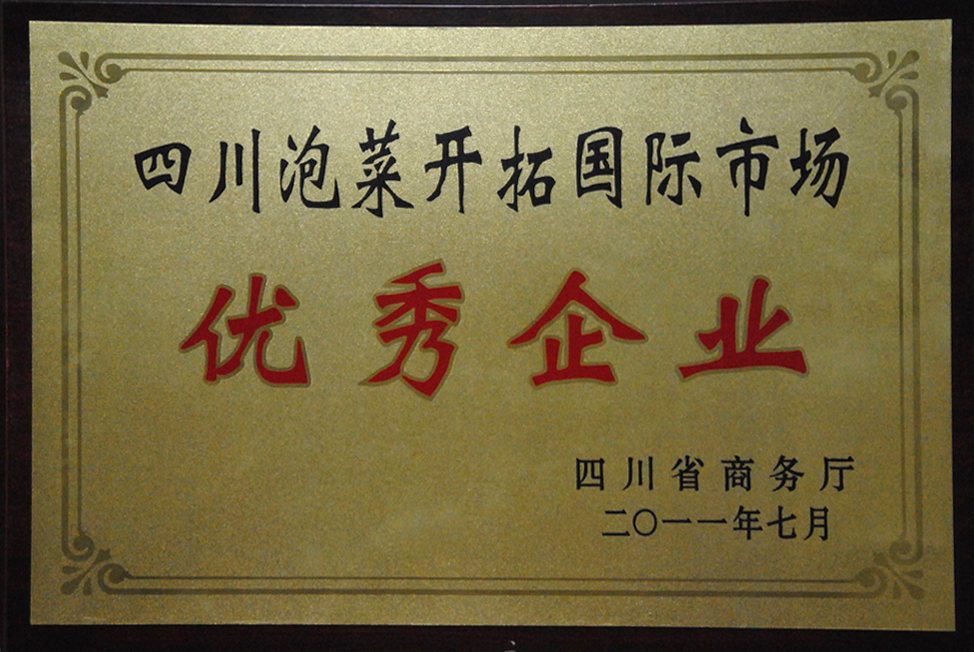 四川泡菜开拓国际市场
优秀企业
四川省商务厅
二〇一一年七月